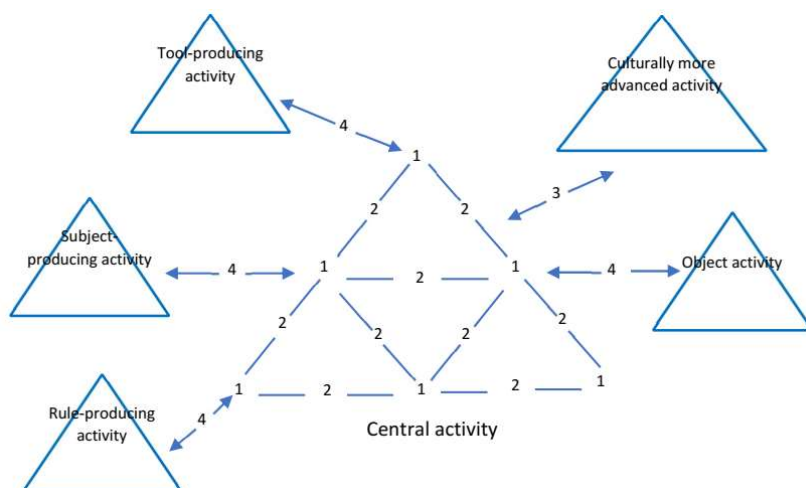 Tool-producing
activity
Culturally more
advanced activity
4
1
3
2
2
Subject-
producing activity
4
1
2
1
4
Object activity
2
2
2
2
1
2
1
2
1
Rule-producing
activity
4
Central activity